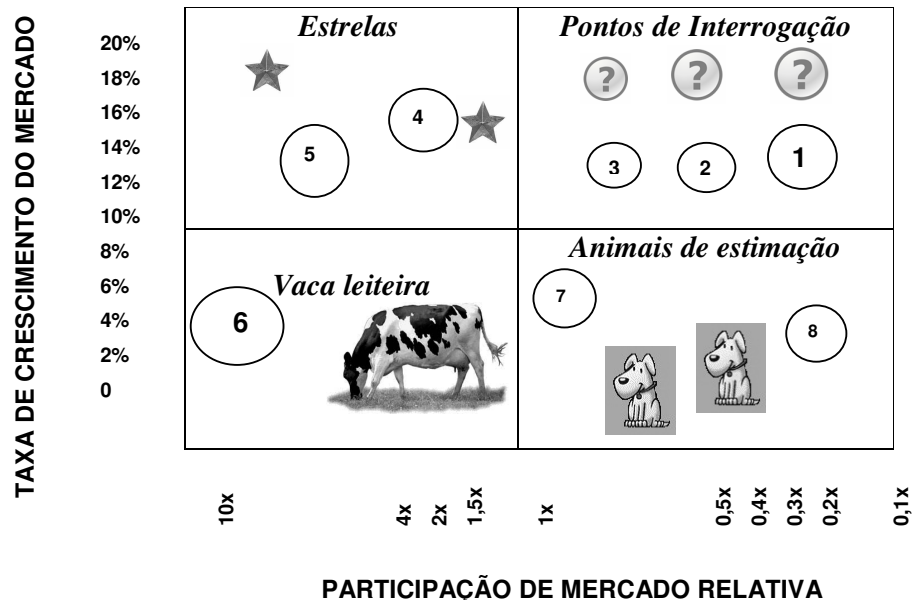 TAXA DE CRESCIMENTO DO MERCADO
20%
18%
16%
14%
12%
10%
8%
6%
4%
2%
0
Estrelas
4
5
Pontos de Interrogação
? ? ?
3 2 1
Vaca leiteira
6
Animais de estimação
7
8
10x 4x 2x 1,5x 1x 0,5x 0,4x 0,3x 0,2x 0,1x
PARTICIPAÇÃO DE MERCADO RELATIVA